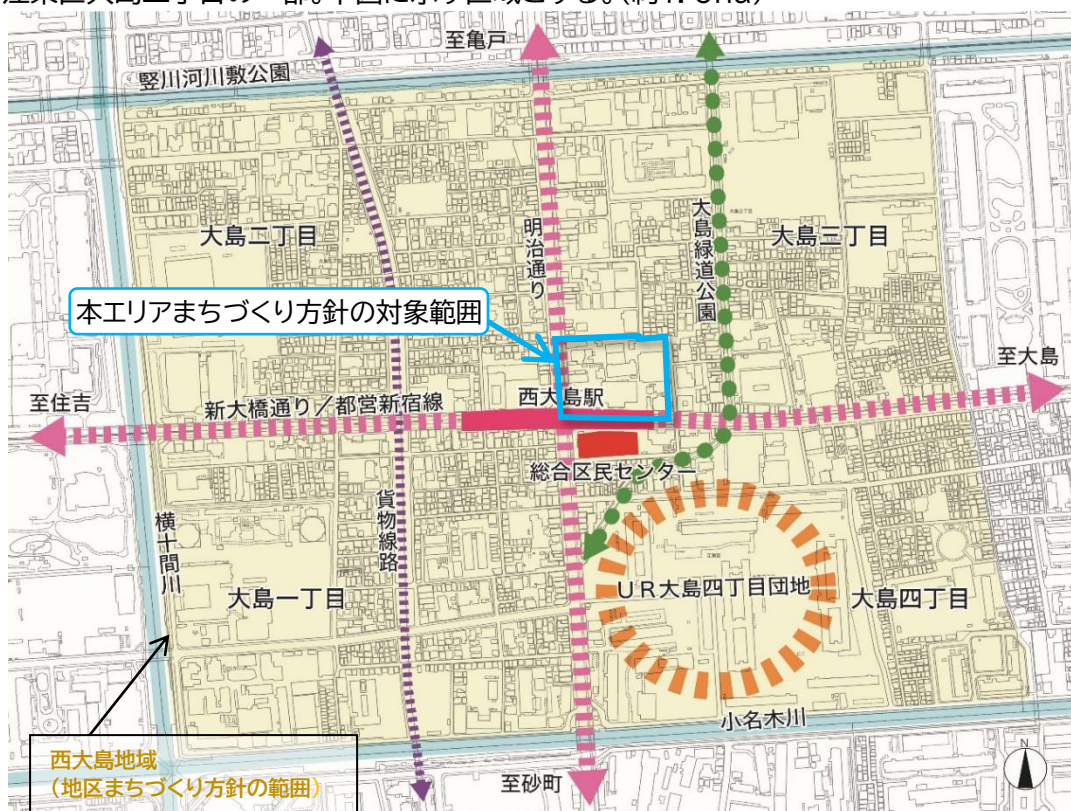 至亀戸
竪川河川敷公園
大島二丁目
明治通り
大島緑道公園
大島三丁目
本エリアまちづくり方針の対象範囲
至大島
至住吉
新大橋通り/都営新宿線
西大島駅
総合区民センター
横十間川
貨物線路
大島一丁目
UR大島四丁目団地
大島四丁目
小名木川
西大島地域
(地区まちづくり方針の範囲)
至砂町
N